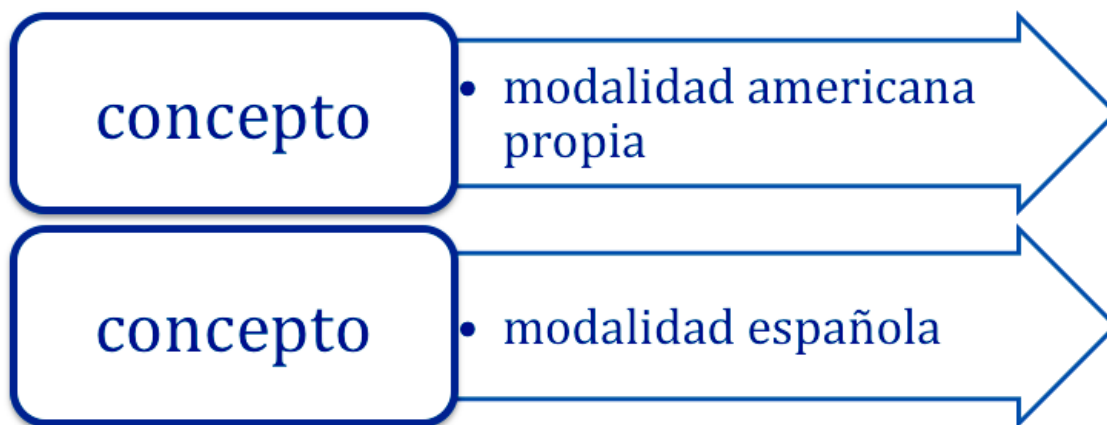 concepto
• modalidad americana
propia
concepto
• modalidad española